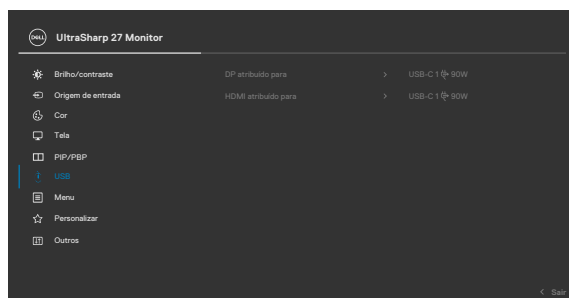 DELL UltraSharp 27 Monitor
Brilho/contraste DP atribuído para > USB-C 1 90W
Origem de entrada HDMI atribuído para > USB-C 1 90W
Cor
Tela
PIP/PBP
USB
Menu
Personalizar
Outros
< Sair